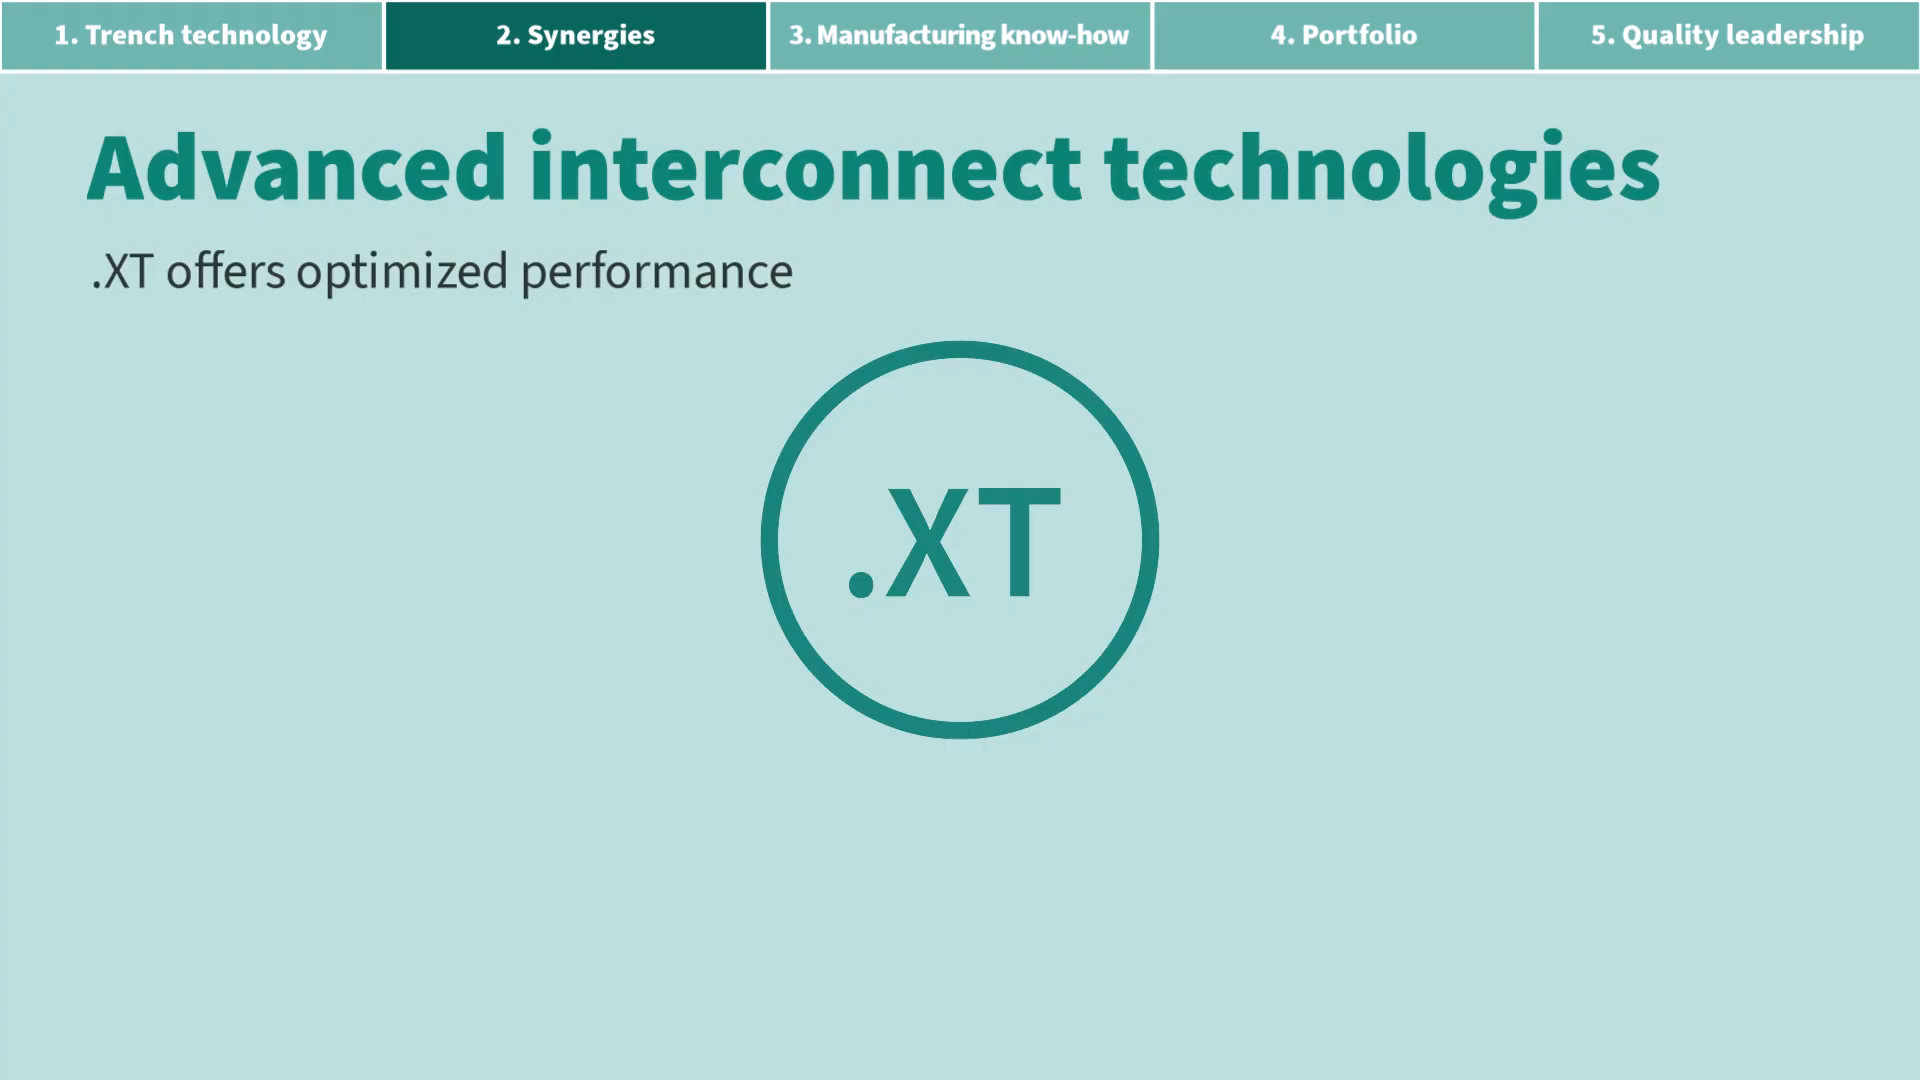 1. Trench technology
2. Synergies
3. Manufacturing know-how
4. Portfolio
5. Quality leadership
Advanced interconnect technologies
.XT offers optimized performance
.XT